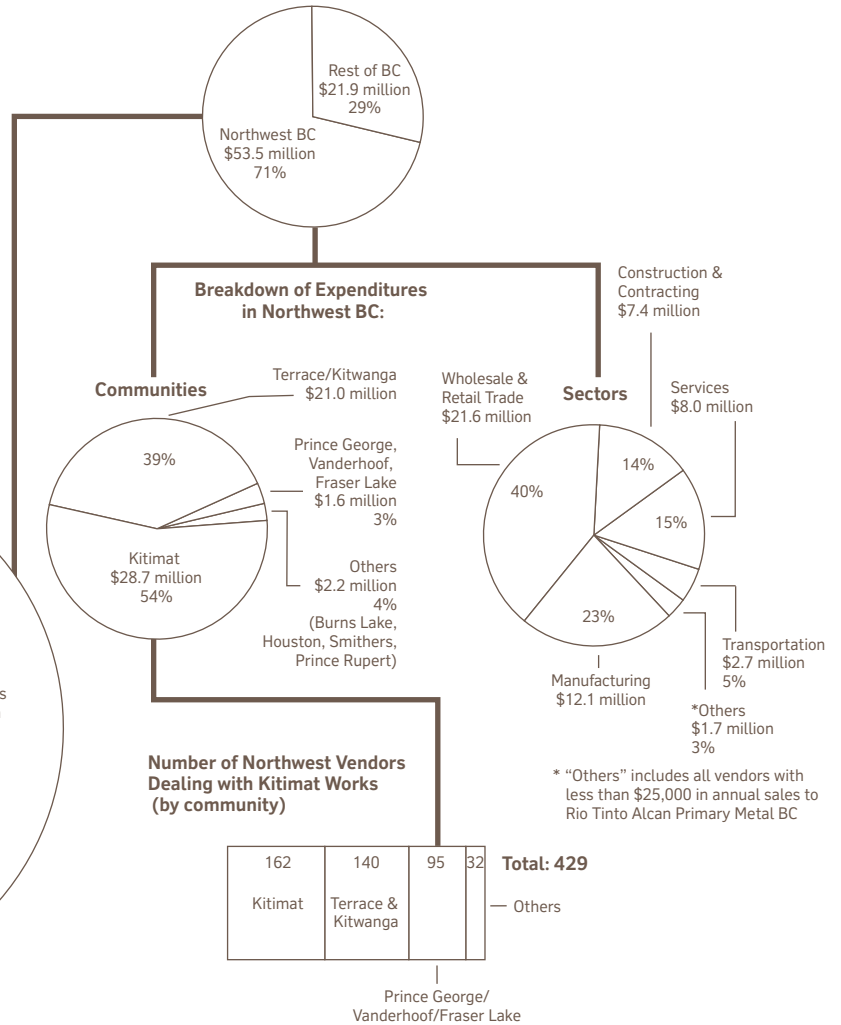 Rest of BC
$21.9 million
29%
Northwest BC
$53.5 million
71%
Breakdown of Expenditures
in Northwest BC:
Communities
Terrace/Kitwanga
$21.0 million
39%
Prince George,
Vanderhoof,
Fraser Lake
$1.6 million
3%
Kitimat
$28.7 million
54%
Others
$2.2 million
4%
(Burns Lake,
Houston, Smithers,
Prince Rupert)
Sectors
Construction &
Contracting
$7.4 million
14%
Wholesale &
Retail Trade
$21.6 million
40%
Services
$8.0 million
15%
23%
Manufacturing
$12.1 million
Transportation
$2.7 million
5%
*Others
$1.7 million
3%
* “Others” includes all vendors with
less than $25,000 in annual sales to
Rio Tinto Alcan Primary Metal BC
Number of Northwest Vendors
Dealing with Kitimat Works
(by community)
162
Kitimat
140
Terrace &
Kitwanga
95
32
Total: 429
Others
Prince George/
Vanderhoof/Fraser Lake